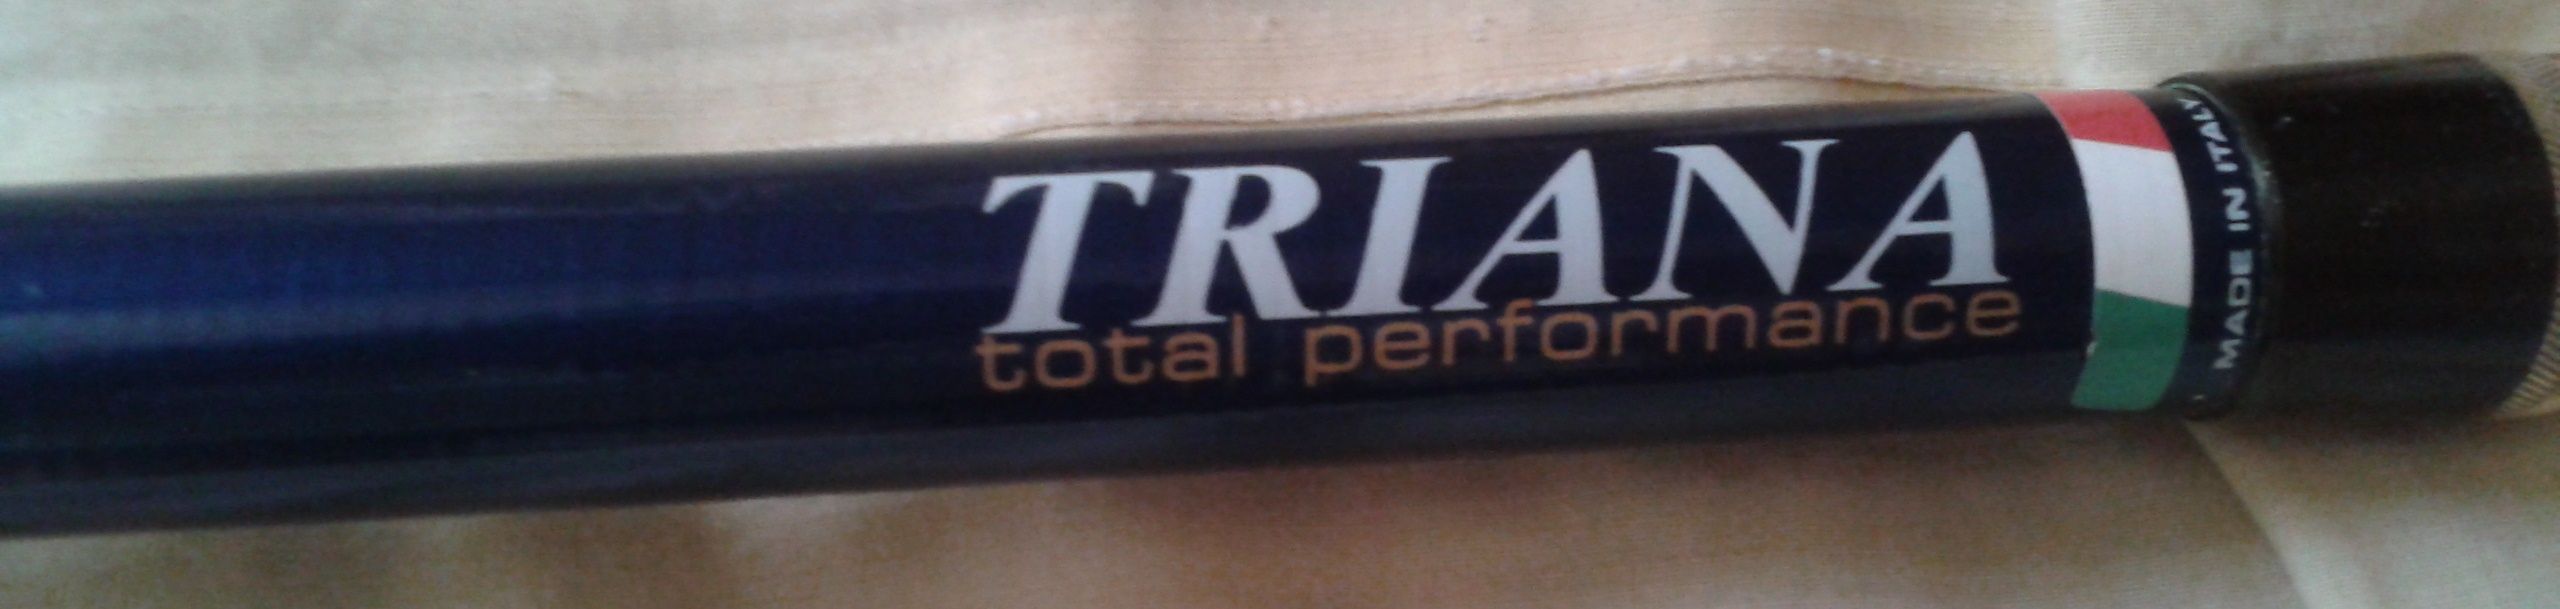 TRIANA
total performance
MADE IN ITALY